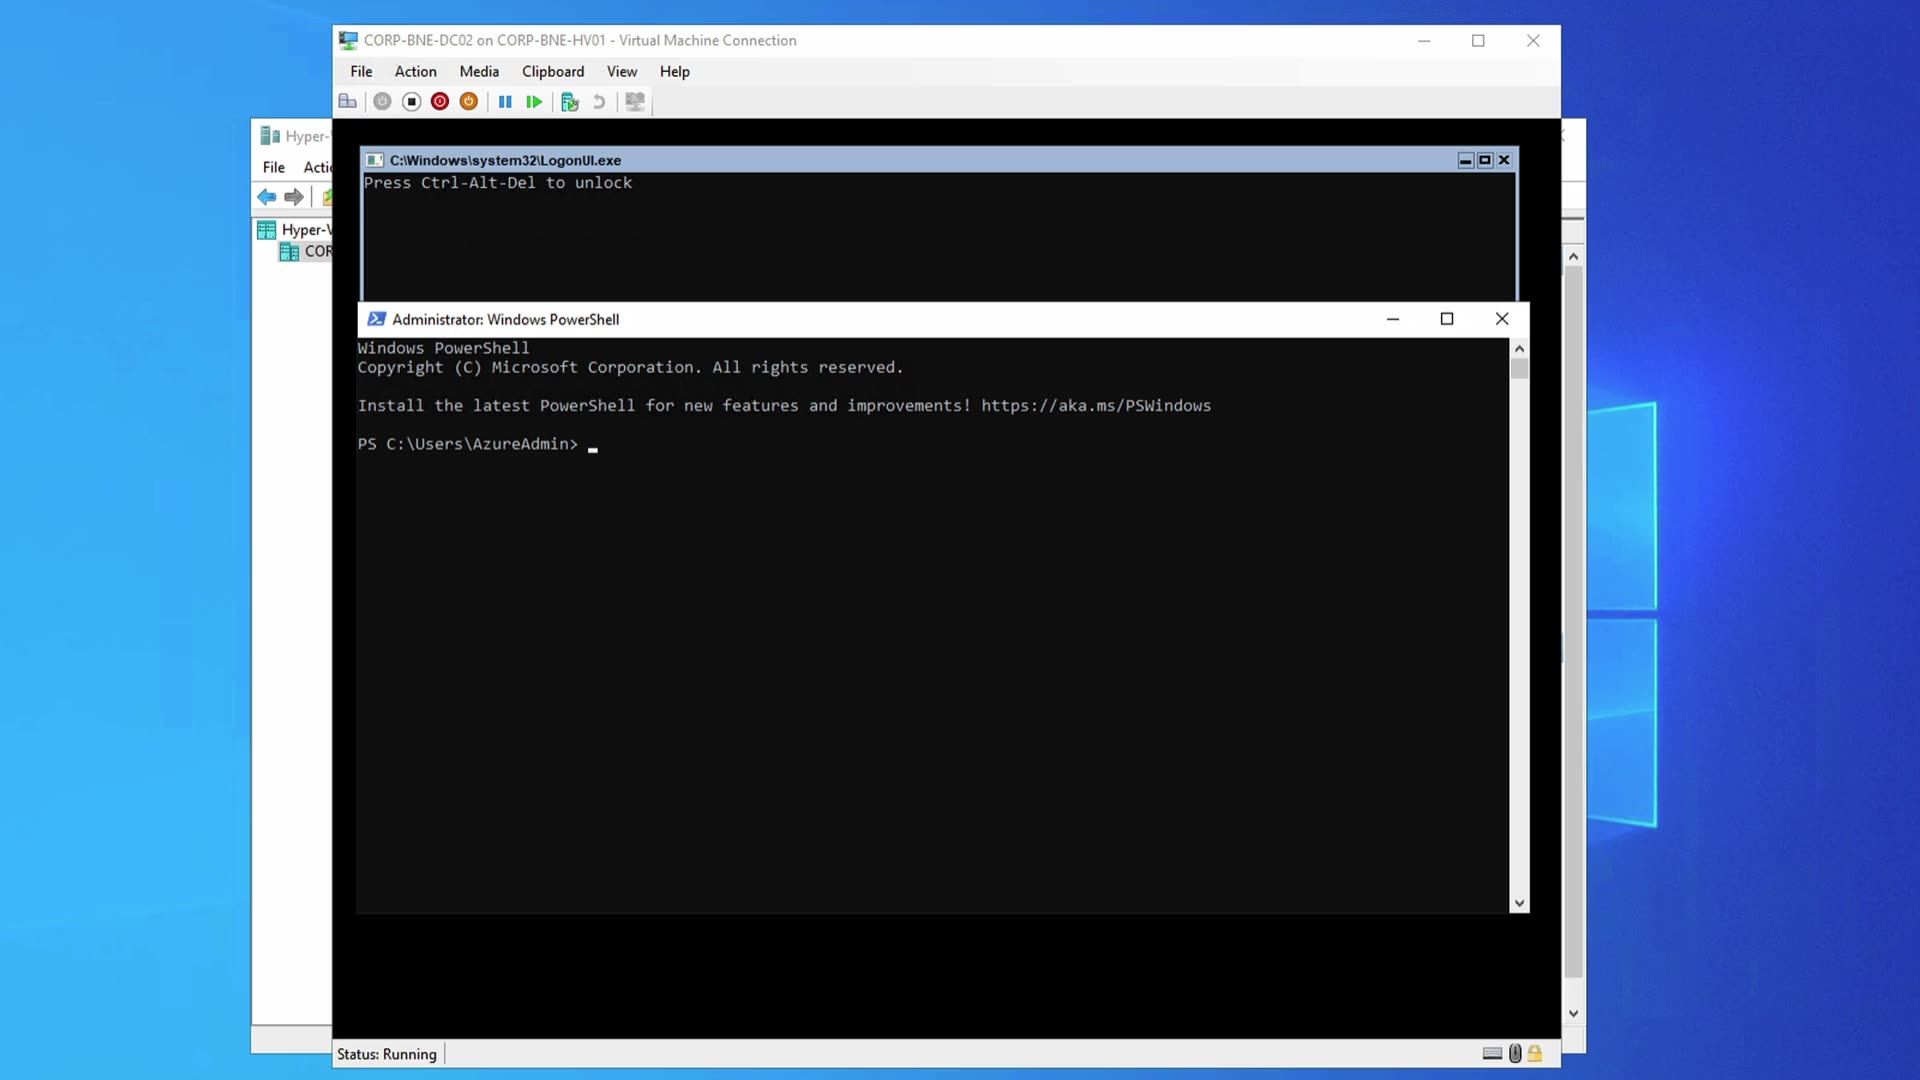 CORP-BNE-DC02 on CORP-BNE-HV01 - Virtual Machine Connection
File Action Media Clipboard View Help
Hyper-V
File Acti
Hyper-V
COR
C:\Windows\system32\LogonUI.exe
Press Ctrl-Alt-Del to unlock
Administrator: Windows PowerShell
Windows PowerShell
Copyright (C) Microsoft Corporation. All rights reserved.
Install the latest PowerShell for new features and improvements! https://aka.ms/PSWindows
PS C:\Users\AzureAdmin>
Status: Running